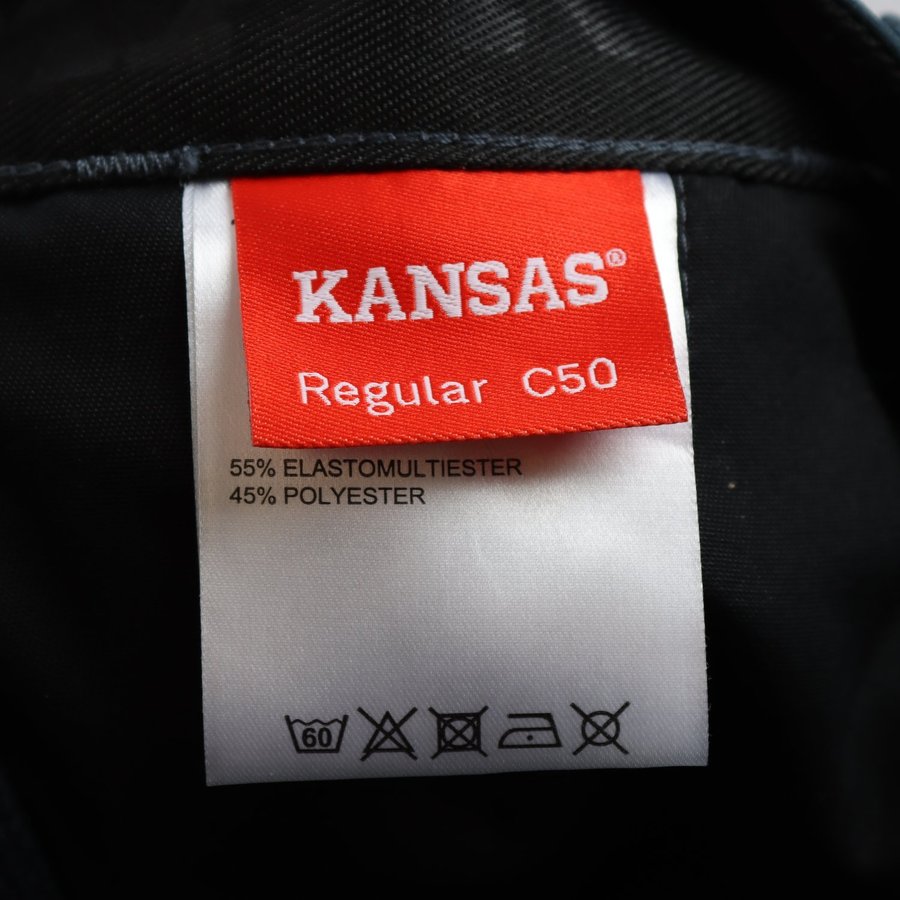 KANSAS®
Regular C50
55% ELASTOMULTIESTER
45% POLYESTER
60